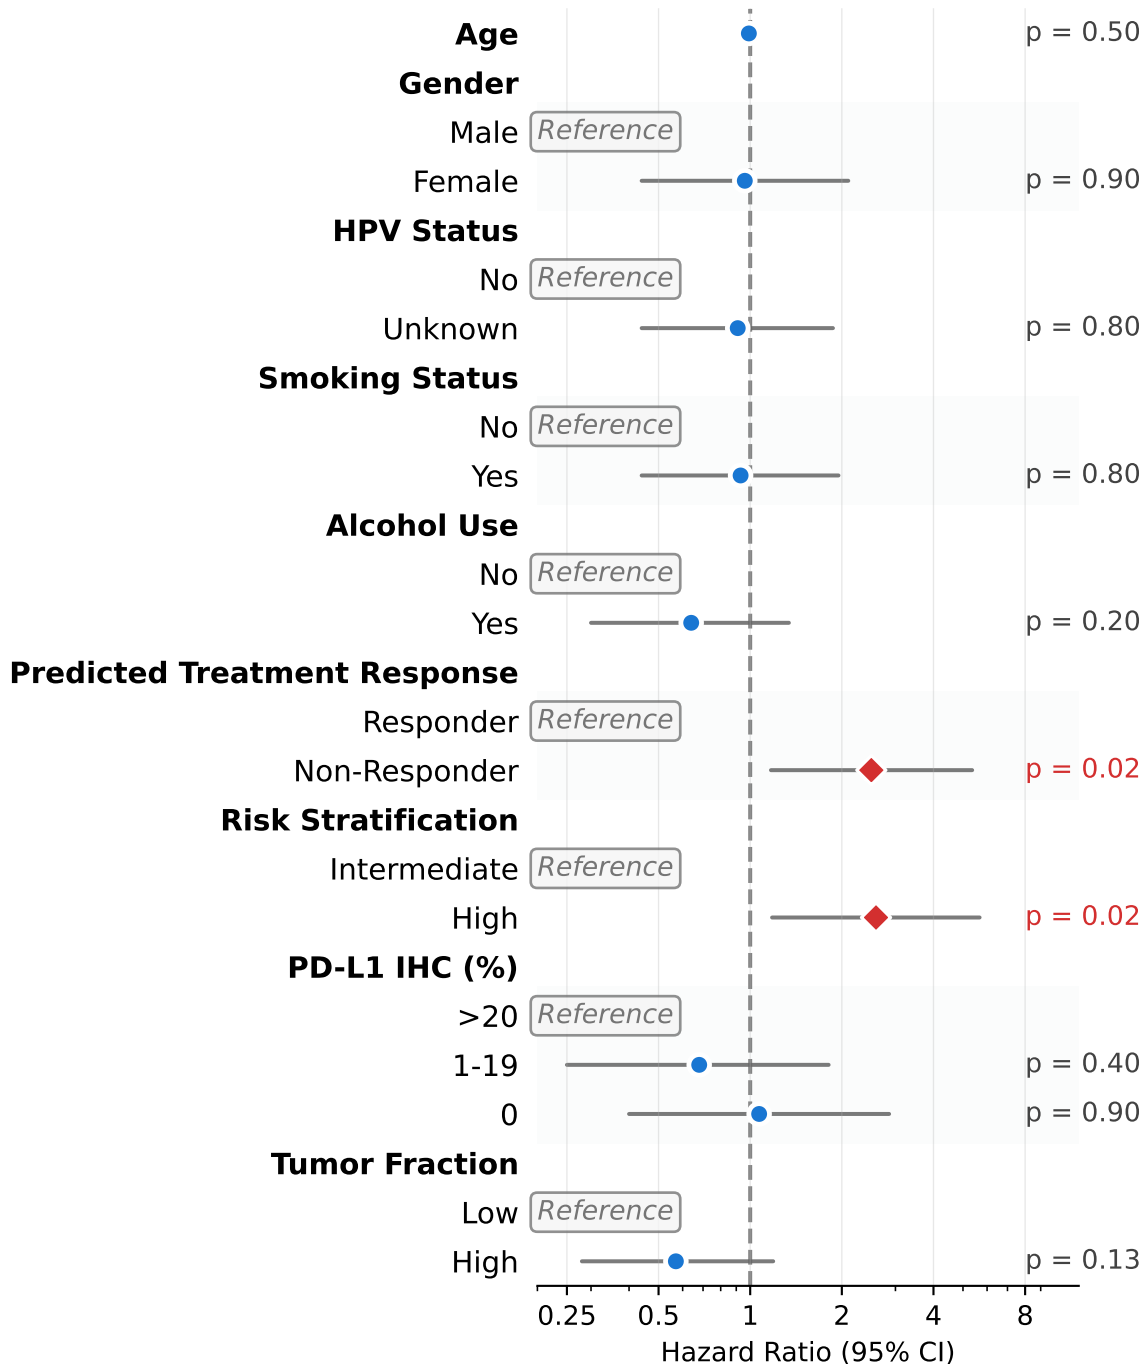 Age p = 0.50
Gender
Male Reference
Female p = 0.90
HPV Status
No Reference
Unknown p = 0.80
Smoking Status
No Reference
Yes p = 0.80
Alcohol Use
No Reference
Yes p = 0.20
Predicted Treatment Response
Responder Reference
Non-Responder p = 0.02
Risk Stratification
Intermediate Reference
High p = 0.02
PD-L1 IHC (%)
>20 Reference
1-19 p = 0.40
0 p = 0.90
Tumor Fraction
Low Reference
High p = 0.13
0.25 0.5 1 2 4 8
Hazard Ratio (95% CI)